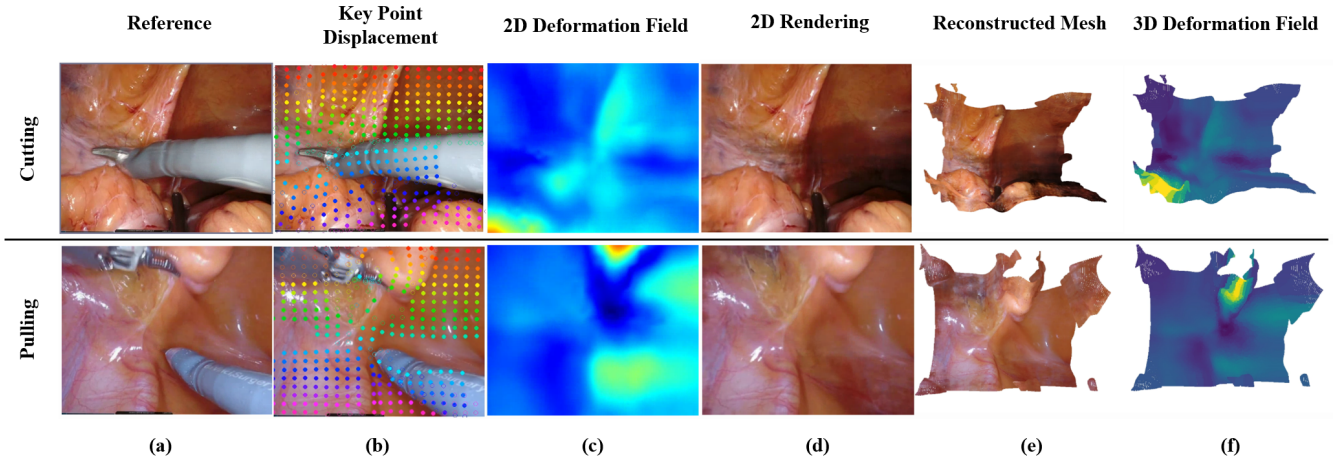 Reference
Key Point
Displacement
2D Deformation Field
2D Rendering
Reconstructed Mesh
3D Deformation Field
Cutting
Pulling
(a)
(b)
(c)
(d)
(e)
(f)